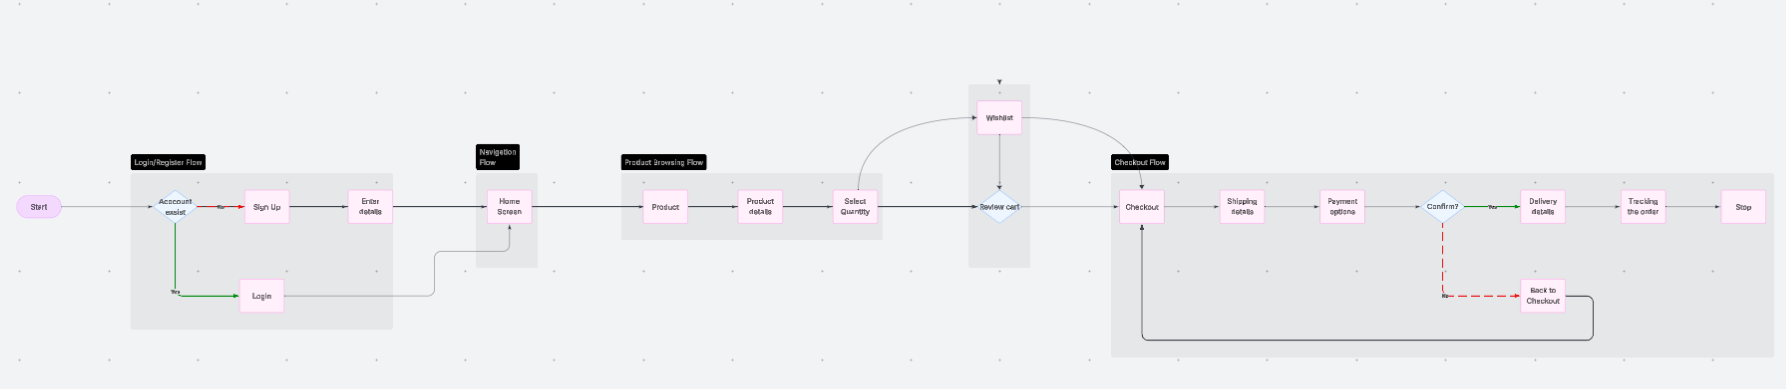 Login/Register Flow
Navigation
Flow
Product Browsing Flow
Checkout Flow
Start
Acccount
exsist
No
Sign Up
Enter
details
Yes
Login
Home
Screen
Product
Product
details
Select
Quantity
Wishlist
Review cart
Checkout
Shipping
details
Payment
options
Confirm?
Yes
Delivery
details
Tracking
the order
Stop
No
Back to
Checkout